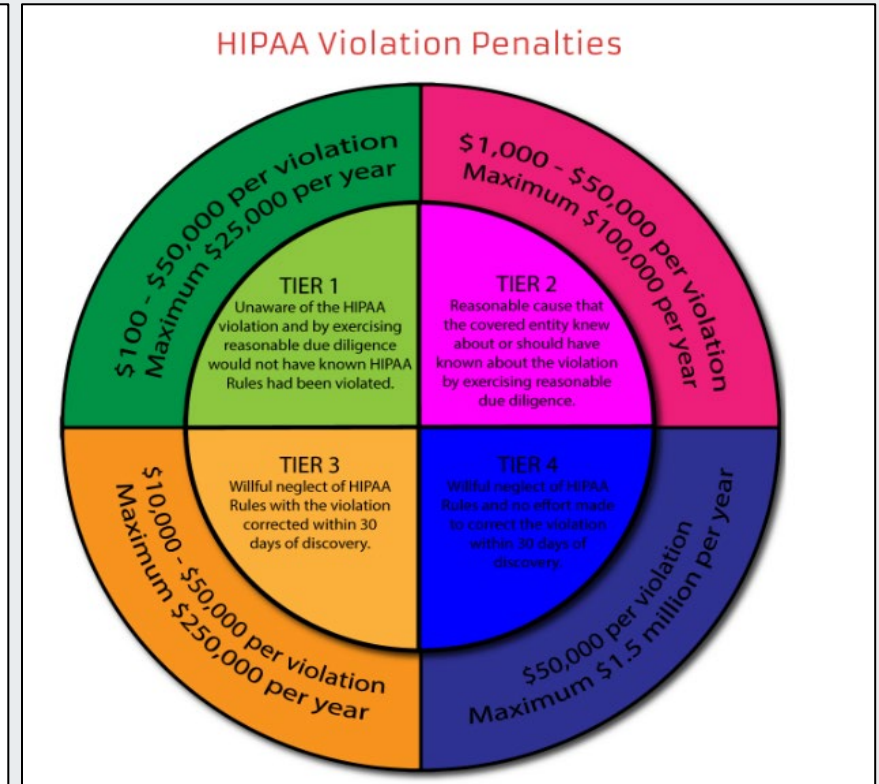 HIPAA Violation Penalties
$100 - $50,000 per violation
Maximum $25,000 per year
$1,000 - $50,000 per violation
Maximum $100,000 per year
TIER 1
Unaware of the HIPAA
violation and by exercising
reasonable due diligence
would not have known HIPAA
Rules had been violated.
TIER 2
Reasonable cause that
the covered entity knew
about or should have
known about the violation
by exercising reasonable
due diligence.
TIER 3
Willful neglect of HIPAA
Rules with the violation
corrected within 30
days of discovery.
TIER 4
Willful neglect of HIPAA
Rules and no effort made
to correct the violation
within 30 days of
discovery.
$10,000 - $50,000 per violation
Maximum $250,000 per year
$50,000 per violation
Maximum $1.5 million per year